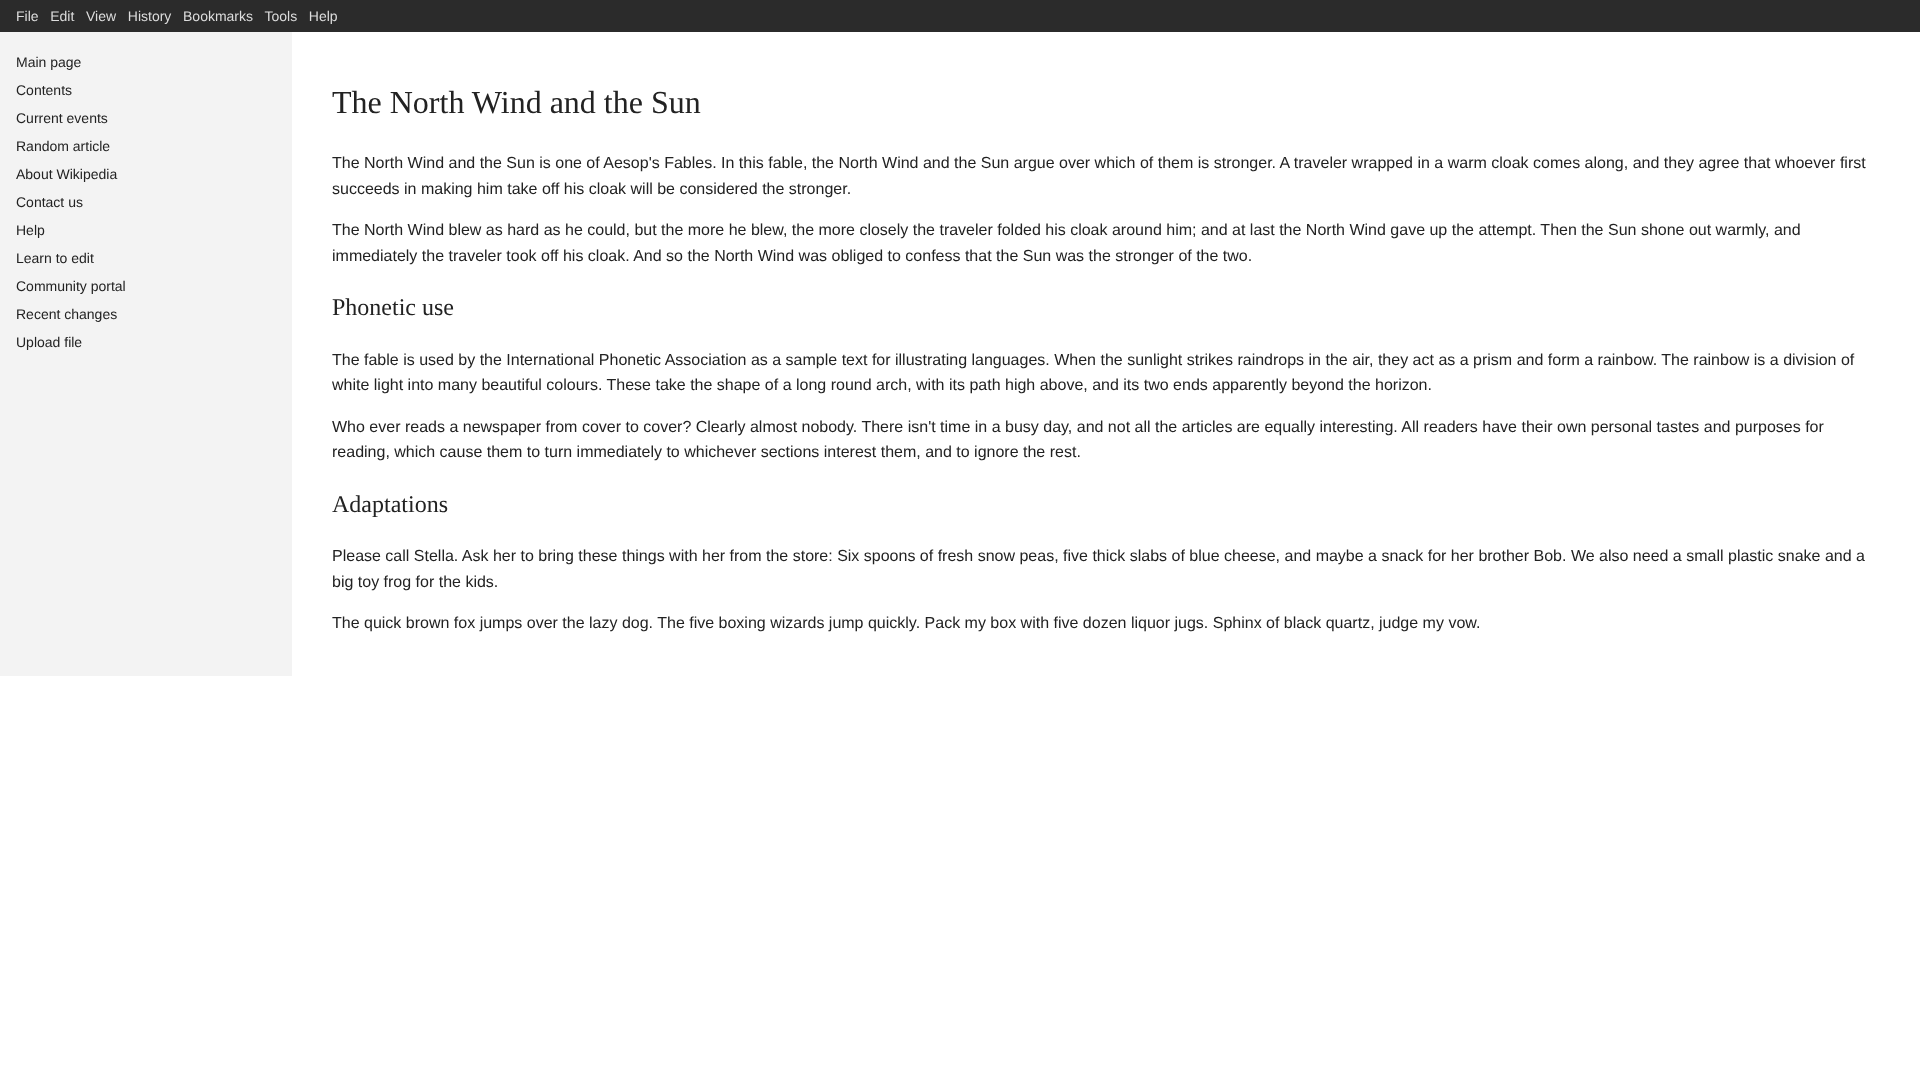 File Edit View History Bookmarks Tools Help
Main page
Contents
Current events
Random article
About Wikipedia
Contact us
Help
Learn to edit
Community portal
Recent changes
Upload file
The North Wind and the Sun
The North Wind and the Sun is one of Aesop's Fables. In this fable, the North Wind and the Sun argue over which of them is stronger. A traveler wrapped in a warm cloak comes along, and they agree that whoever first
succeeds in making him take off his cloak will be considered the stronger.
The North Wind blew as hard as he could, but the more he blew, the more closely the traveler folded his cloak around him; and at last the North Wind gave up the attempt. Then the Sun shone out warmly, and
immediately the traveler took off his cloak. And so the North Wind was obliged to confess that the Sun was the stronger of the two.
Phonetic use
The fable is used by the International Phonetic Association as a sample text for illustrating languages. When the sunlight strikes raindrops in the air, they act as a prism and form a rainbow. The rainbow is a division of
white light into many beautiful colours. These take the shape of a long round arch, with its path high above, and its two ends apparently beyond the horizon.
Who ever reads a newspaper from cover to cover? Clearly almost nobody. There isn't time in a busy day, and not all the articles are equally interesting. All readers have their own personal tastes and purposes for
reading, which cause them to turn immediately to whichever sections interest them, and to ignore the rest.
Adaptations
Please call Stella. Ask her to bring these things with her from the store: Six spoons of fresh snow peas, five thick slabs of blue cheese, and maybe a snack for her brother Bob. We also need a small plastic snake and a
big toy frog for the kids.
The quick brown fox jumps over the lazy dog. The five boxing wizards jump quickly. Pack my box with five dozen liquor jugs. Sphinx of black quartz, judge my vow.